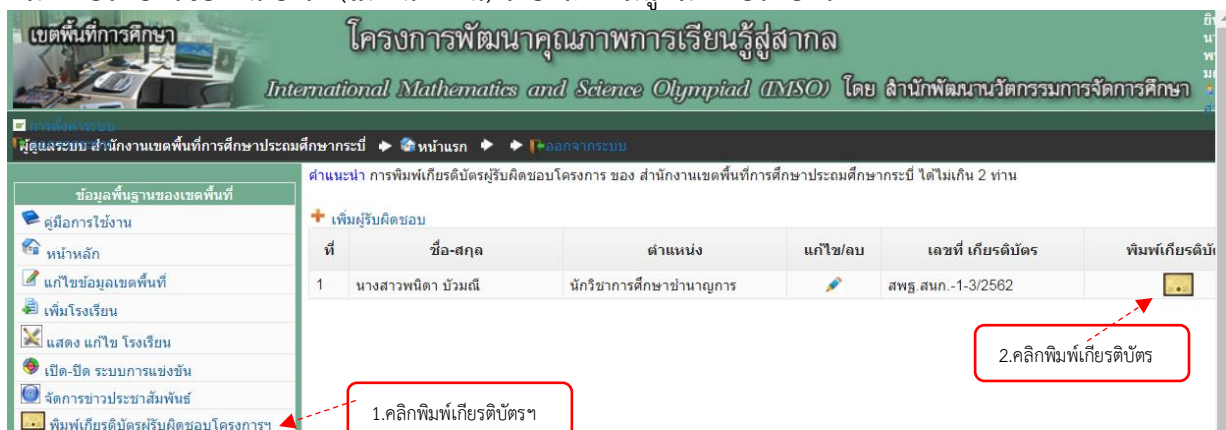 เขตพื้นที่การศึกษา
โครงการพัฒนาคุณภาพการเรียนรู้สู่สากล
International Mathematics and Science Olympiad (IMSO) โดย สำนักพัฒนานวัตกรรมการจัดการศึกษา
การตั้งค่าระบบ
ผู้ดูแลระบบ สำนักงานเขตพื้นที่การศึกษาประถมศึกษากระบี่ หน้าแรก ออกจากระบบ
คำแนะนำ การพิมพ์เกียรติบัตรผู้รับผิดชอบโครงการ ของ สำนักงานเขตพื้นที่การศึกษาประถมศึกษากระบี่ ได้ไม่เกิน 2 ท่าน
ข้อมูลพื้นฐานของเขตพื้นที่
คู่มือการใช้งาน
หน้าหลัก
แก้ไขข้อมูลเขตพื้นที่
เพิ่มโรงเรียน
แสดง แก้ไข โรงเรียน
เปิด-ปิด ระบบการแข่งขัน
จัดการข่าวประชาสัมพันธ์
พิมพ์เกียรติบัตรผู้รับผิดชอบโครงการฯ
เพิ่มผู้รับผิดชอบ
ที่ ชื่อ-สกุล ตำแหน่ง แก้ไข/ลบ เลขที่ เกียรติบัตร พิมพ์เกียรติบั
1 นางสาวพนิดา บัวมณี นักวิชาการศึกษาชำนาญการ สพฐ.สนก.-1-3/2562
2.คลิกพิมพ์เกียรติบัตร
1.คลิกพิมพ์เกียรติบัตรฯ